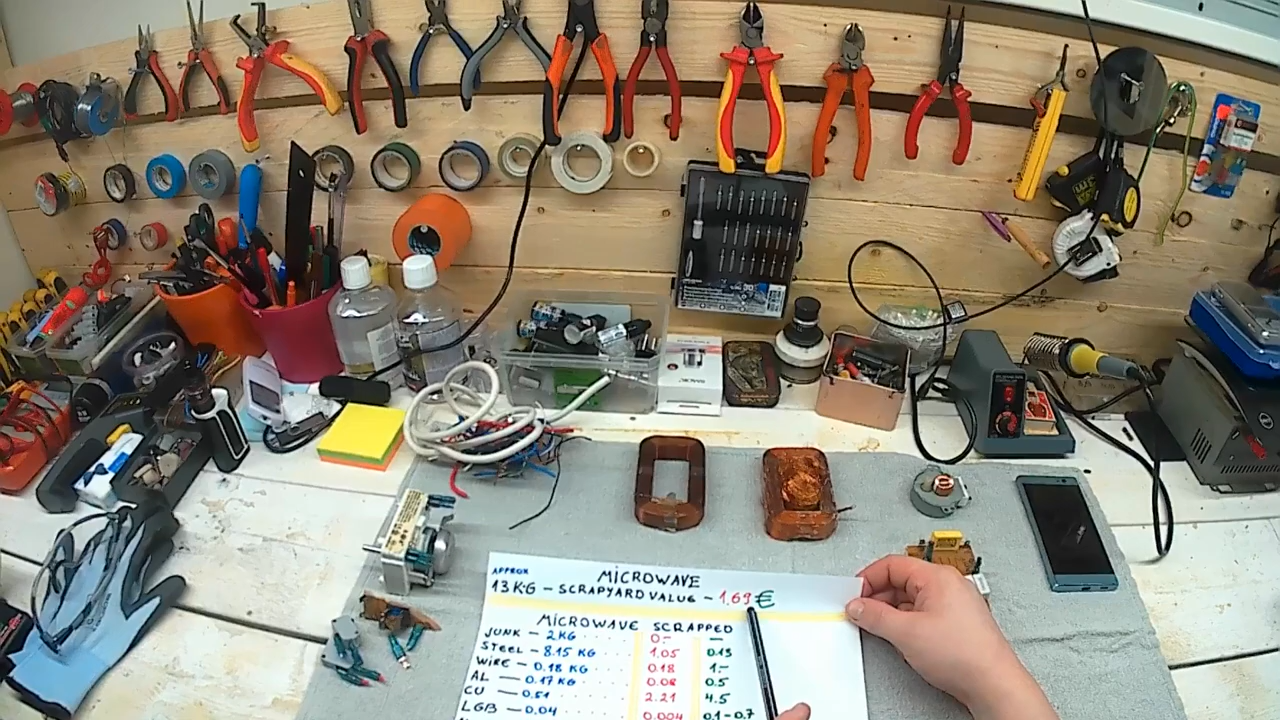 MICROWAVE
APPROX
13 KG – SCRAPYARD VALUE – 1,69 €
MICROWAVE SCRAPPED
JUNK – 2 KG ..... 0.- –
STEEL – 8.15 KG ... 1.05 0.13
WIRE – 0.18 KG .... 0.18 1.-
AL – 0.17 KG .... 0.08 0.5
CU – 0.51 ..... 2.21 4.5
LGB – 0.04 .... 0.004 0.1-0.7